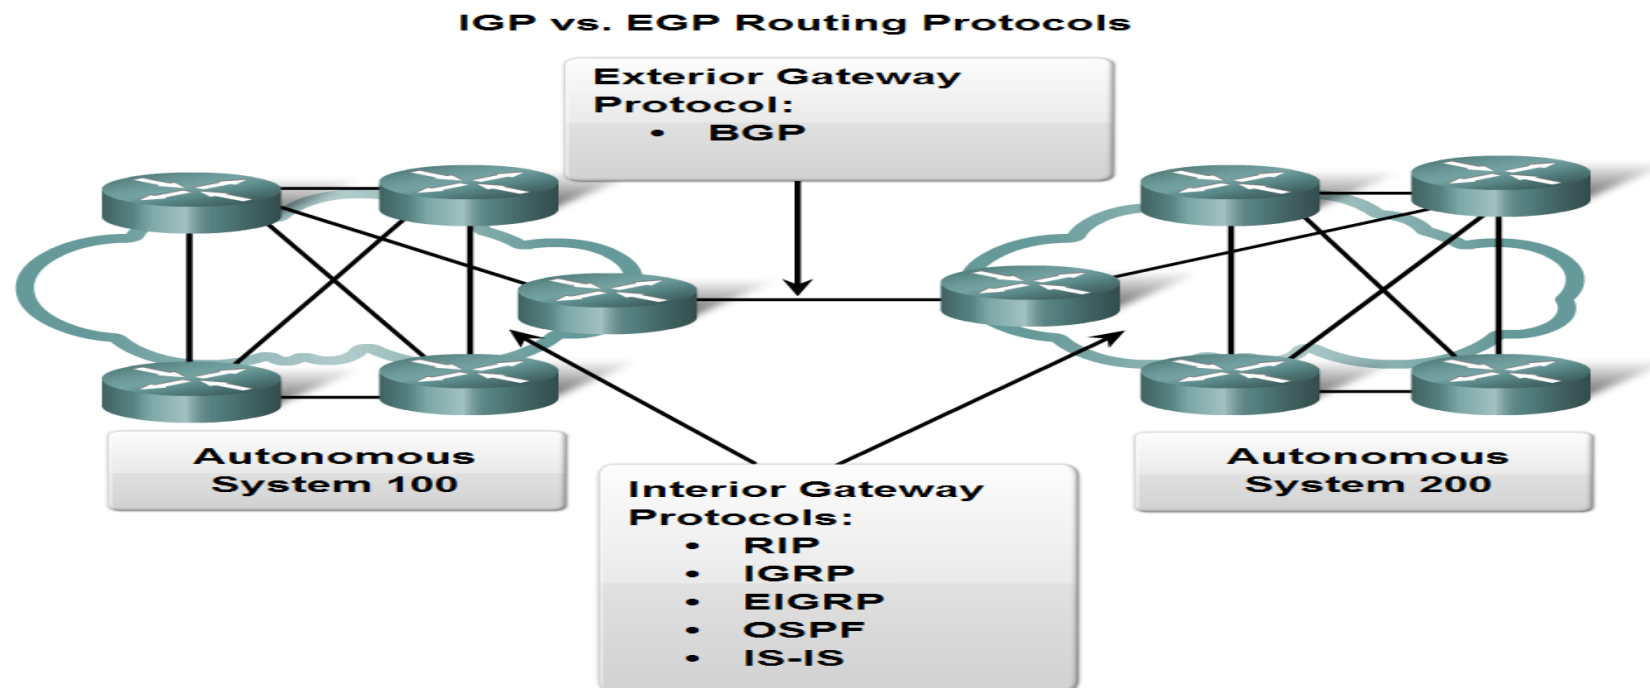 IGP vs. EGP Routing Protocols
Exterior Gateway
Protocol:
• BGP
Autonomous
System 100
Autonomous
System 200
Interior Gateway
Protocols:
• RIP
• IGRP
• EIGRP
• OSPF
• IS-IS